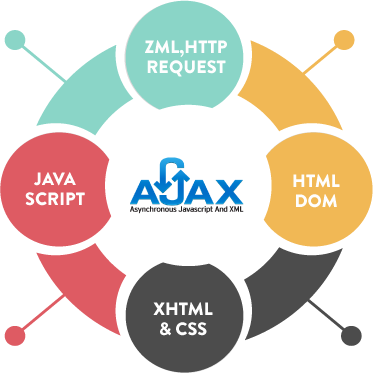 ZML,HTTP
REQUEST
JAVA
SCRIPT
AJAX
Asynchronous Javascript And XML
HTML
DOM
XHTML
& CSS